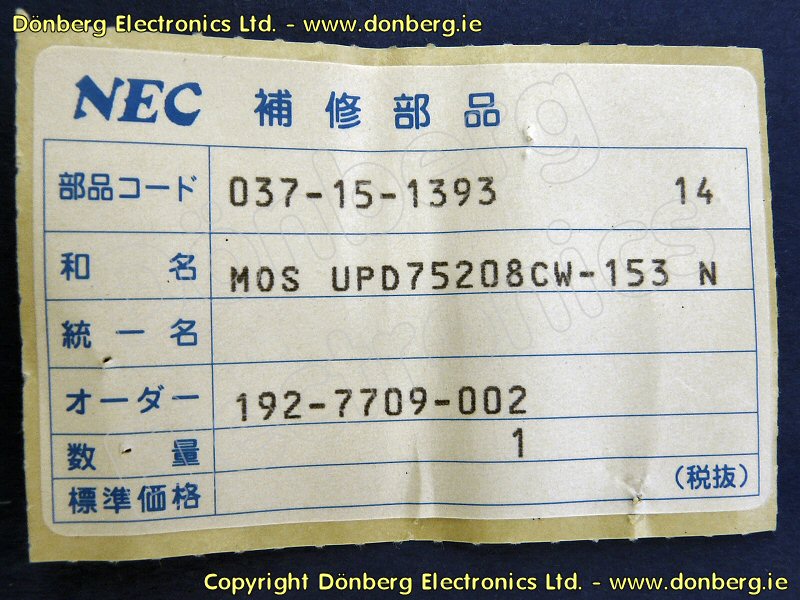 Dönberg Electronics Ltd. - www.donberg.ie
NEC 補修部品
部品コード 037-15-1393 14
和名 MOS UPD75208CW-153 N
統一名
オーダー 192-7709-002
数量 1
標準価格 (税抜)
dönberg
electronics
Copyright Dönberg Electronics Ltd. - www.donberg.ie